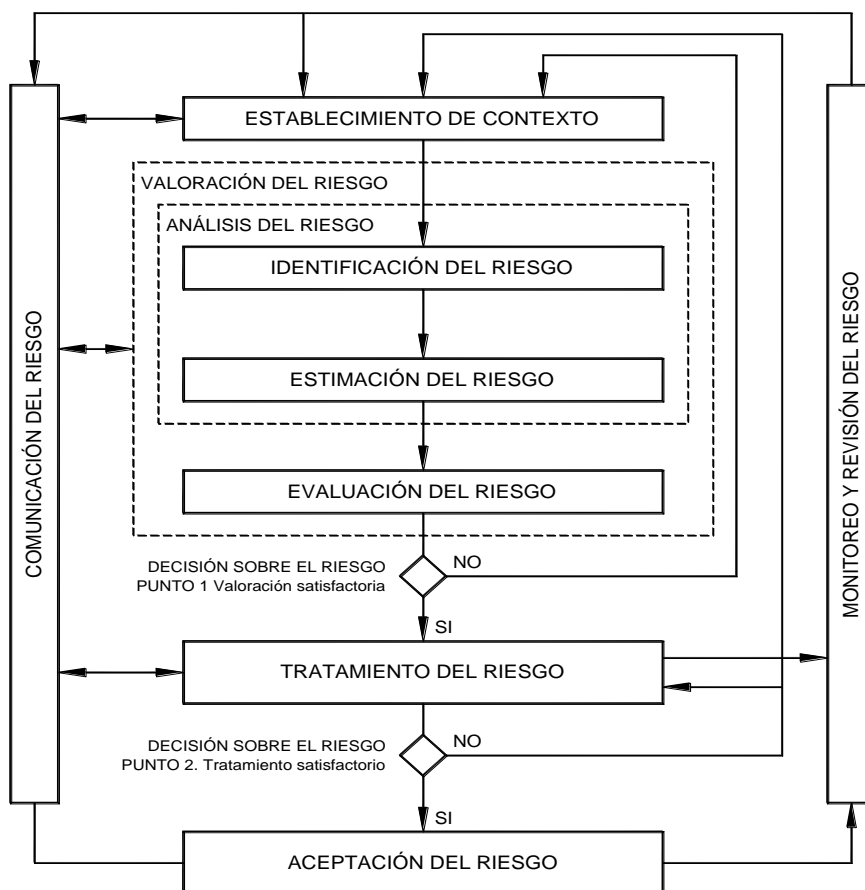 ESTABLECIMIENTO DE CONTEXTO
VALORACIÓN DEL RIESGO
ANÁLISIS DEL RIESGO
IDENTIFICACIÓN DEL RIESGO
ESTIMACIÓN DEL RIESGO
EVALUACIÓN DEL RIESGO
DECISIÓN SOBRE EL RIESGO
PUNTO 1 Valoración satisfactoria
NO
SI
TRATAMIENTO DEL RIESGO
DECISIÓN SOBRE EL RIESGO
PUNTO 2. Tratamiento satisfactorio
NO
SI
ACEPTACIÓN DEL RIESGO
COMUNICACIÓN DEL RIESGO
MONITOREO Y REVISIÓN DEL RIESGO